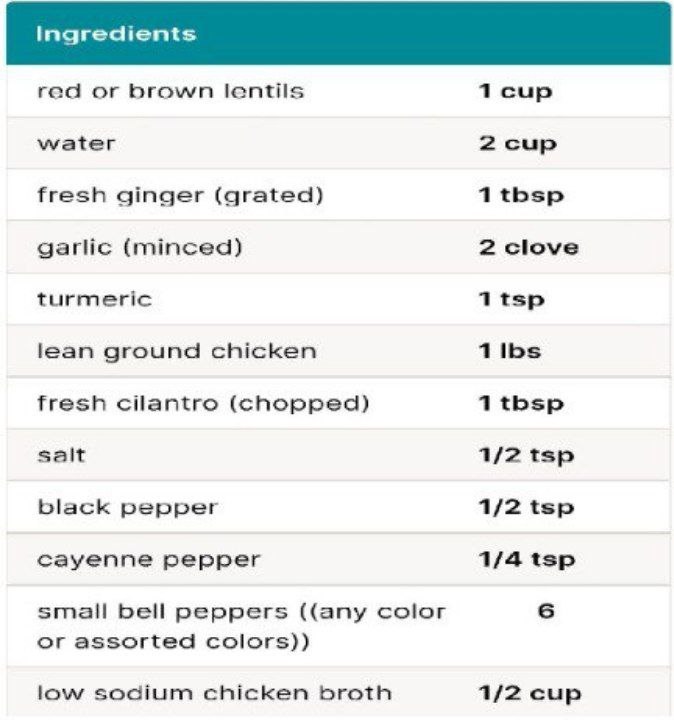 Ingredients
red or brown lentils 1 cup
water 2 cup
fresh ginger (grated) 1 tbsp
garlic (minced) 2 clove
turmeric 1 tsp
lean ground chicken 1 lbs
fresh cilantro (chopped) 1 tbsp
salt 1/2 tsp
black pepper 1/2 tsp
cayenne pepper 1/4 tsp
small bell peppers ((any color 6
or assorted colors))
low sodium chicken broth 1/2 cup